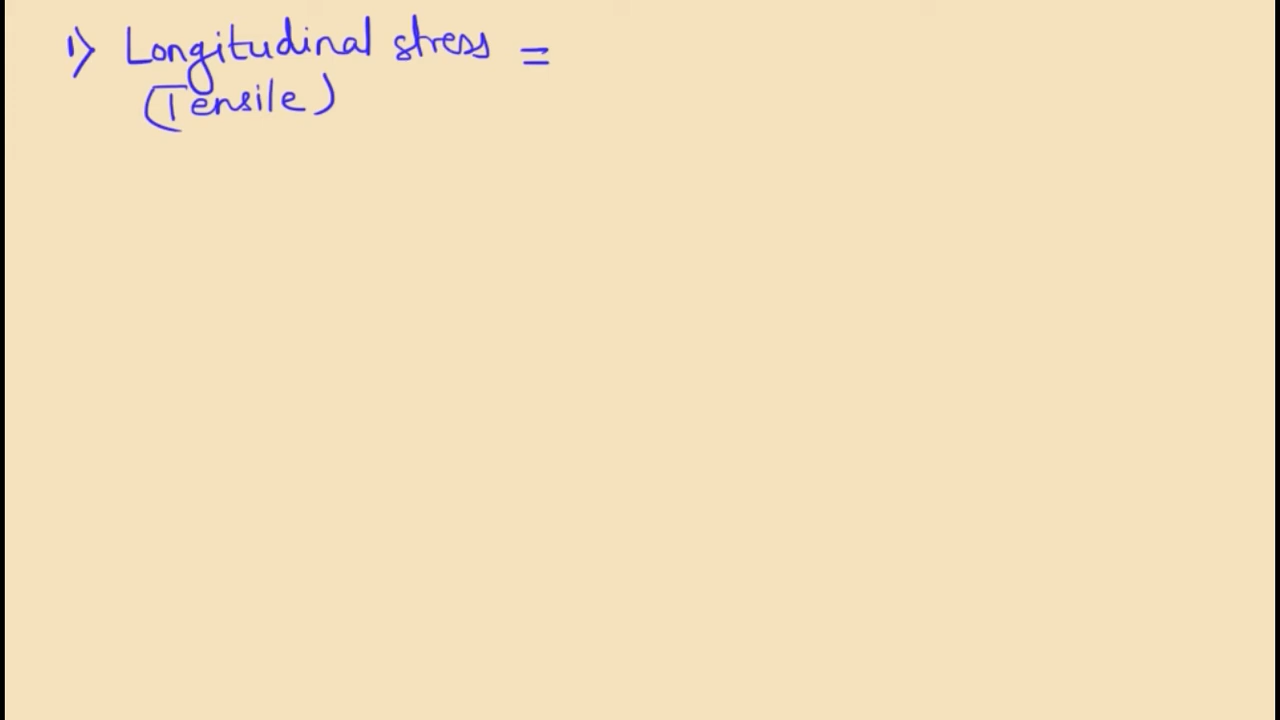 1) Longitudinal stress =
(Tensile)